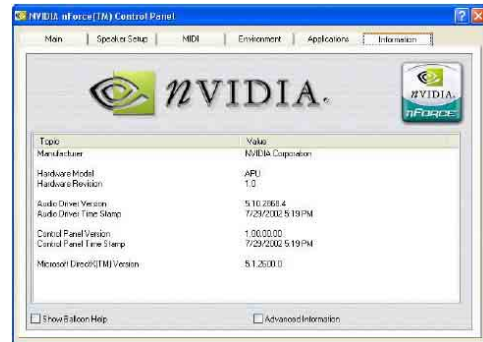 NVIDIA nForce(TM) Control Panel
Main
Speaker Setup
MIDI
Environment
Applications
Information
nVIDIA.
nVIDIA.
nFORCE
Topic Value
Manufacturer NVIDIA Corporation
Hardware Model APU
Hardware Revision 1.0
Audio Driver Version 5.10.2868.4
Audio Driver Time Stamp 7/29/2002 5:19 PM
Control Panel Version 1.00.00.00
Control Panel Time Stamp 7/29/2002 5:19 PM
Microsoft DirectX(TM) Version 5.1.2600.0
Show Balloon Help
Advanced Information